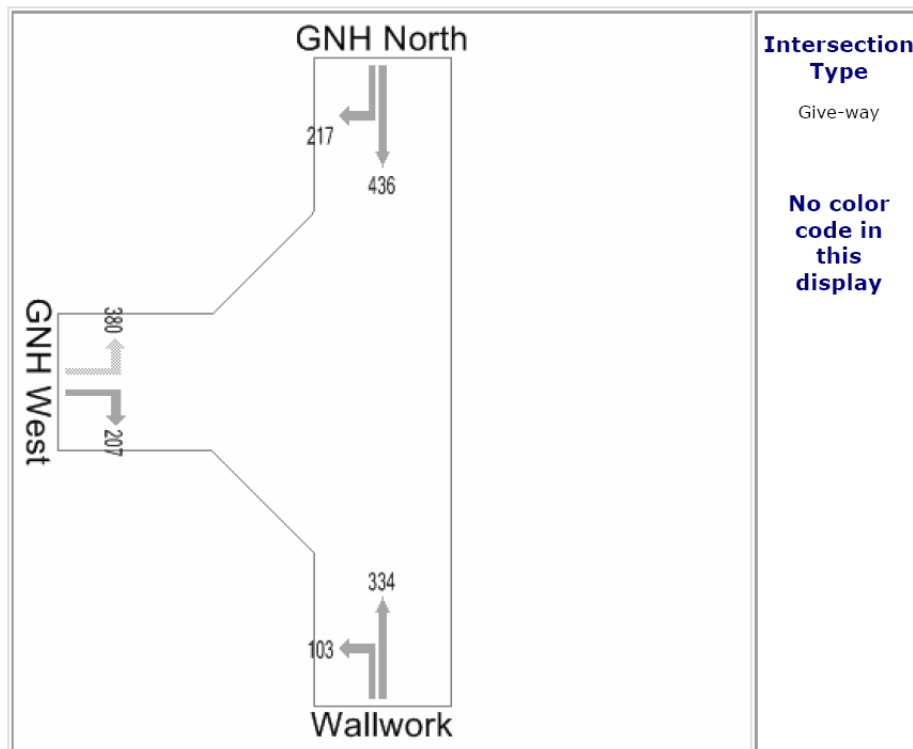 GNH North
217
436
380
GNH West
207
334
103
Wallwork
Intersection
Type
Give-way
No color
code in
this
display